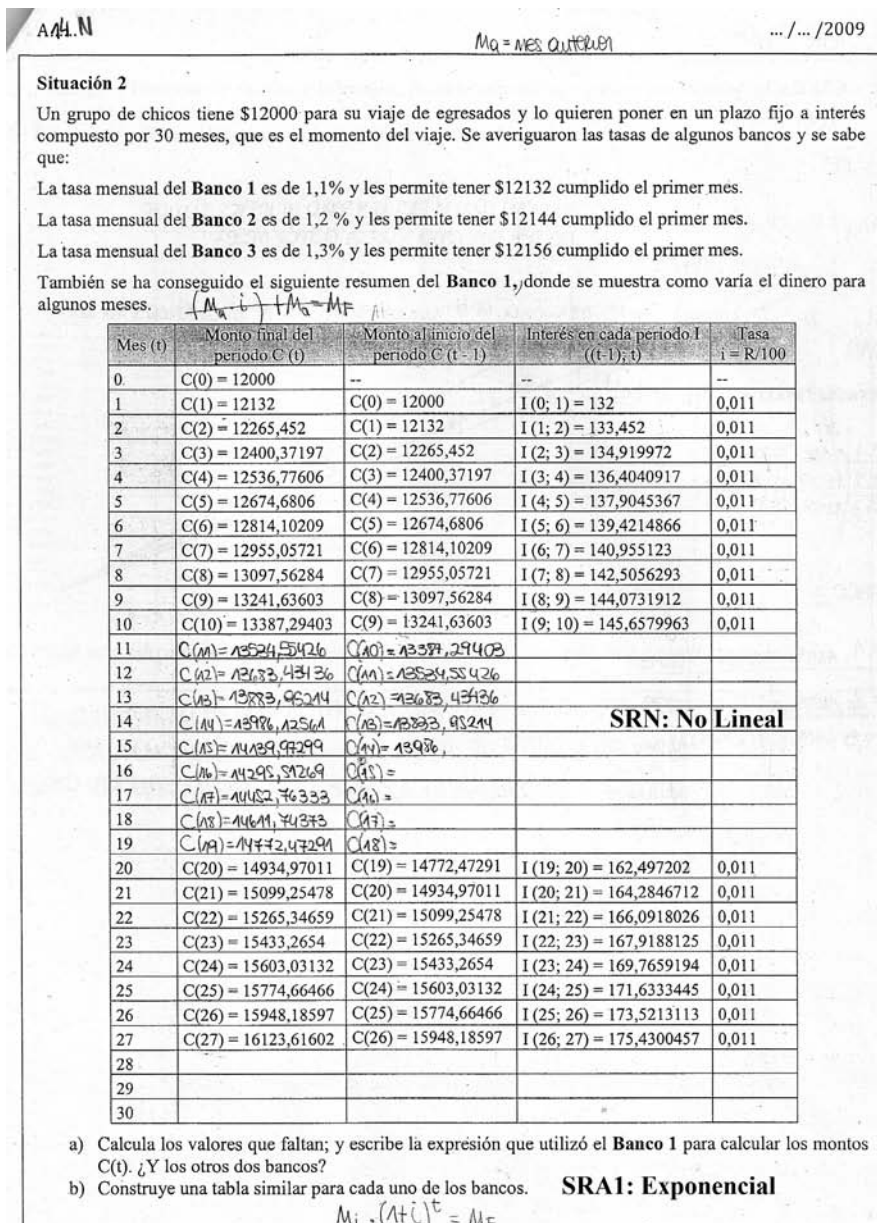 A14.N
Ma = mes anterior
... /... /2009
Situación 2
Un grupo de chicos tiene $12000 para su viaje de egresados y lo quieren poner en un plazo fijo a interés
compuesto por 30 meses, que es el momento del viaje. Se averiguaron las tasas de algunos bancos y se sabe
que:
La tasa mensual del Banco 1 es de 1,1% y les permite tener $12132 cumplido el primer mes.
La tasa mensual del Banco 2 es de 1,2 % y les permite tener $12144 cumplido el primer mes.
La tasa mensual del Banco 3 es de 1,3% y les permite tener $12156 cumplido el primer mes.
También se ha conseguido el siguiente resumen del Banco 1, donde se muestra como varía el dinero para
algunos meses. (Ma i) + Ma = MF
Mes (t) Monto final del periodo C (t) Monto al inicio del periodo C (t - 1) Interés en cada periodo I ((t-1); t) Tasa i = R/100
0. C(0) = 12000 -- -- --
1 C(1) = 12132 C(0) = 12000 I (0; 1) = 132 0,011
2 C(2) = 12265,452 C(1) = 12132 I (1; 2) = 133,452 0,011
3 C(3) = 12400,37197 C(2) = 12265,452 I (2; 3) = 134,919972 0,011
4 C(4) = 12536,77606 C(3) = 12400,37197 I (3; 4) = 136,4040917 0,011
5 C(5) = 12674,6806 C(4) = 12536,77606 I (4; 5) = 137,9045367 0,011
6 C(6) = 12814,10209 C(5) = 12674,6806 I (5; 6) = 139,4214866 0,011
7 C(7) = 12955,05721 C(6) = 12814,10209 I (6; 7) = 140,955123 0,011
8 C(8) = 13097,56284 C(7) = 12955,05721 I (7; 8) = 142,5056293 0,011
9 C(9) = 13241,63603 C(8) = 13097,56284 I (8; 9) = 144,0731912 0,011
10 C(10) = 13387,29403 C(9) = 13241,63603 I (9; 10) = 145,6579963 0,011
11 C(11)= 13534,55426 C(10) = 13387,29403
12 C(12)= 13683,43436 C(11) = 13534,55426
13 C(13)= 13833,95214 C(12) = 13683,43436
14 C(14)= 13986,12561 C(13)= 13833,95214
15 C(15)= 14139,97299 C(14)= 13986,
16 C(16)= 14295,51269 C(15)=
17 C(17)= 14452,76333 C(16) =
18 C(18)= 14611,74373 C(17) =
19 C(19)= 14772,47291 C(18)=
SRN: No Lineal
20 C(20) = 14934,97011 C(19) = 14772,47291 I (19; 20) = 162,497202 0,011
21 C(21) = 15099,25478 C(20) = 14934,97011 I (20; 21) = 164,2846712 0,011
22 C(22) = 15265,34659 C(21) = 15099,25478 I (21; 22) = 166,0918026 0,011
23 C(23) = 15433,2654 C(22) = 15265,34659 I (22; 23) = 167,9188125 0,011
24 C(24) = 15603,03132 C(23) = 15433,2654 I (23; 24) = 169,7659194 0,011
25 C(25) = 15774,66466 C(24) = 15603,03132 I (24; 25) = 171,6333445 0,011
26 C(26) = 15948,18597 C(25) = 15774,66466 I (25; 26) = 173,5213113 0,011
27 C(27) = 16123,61602 C(26) = 15948,18597 I (26; 27) = 175,4300457 0,011
28
29
30
a) Calcula los valores que faltan; y escribe la expresión que utilizó el Banco 1 para calcular los montos
C(t). ¿Y los otros dos bancos?
b) Construye una tabla similar para cada uno de los bancos. SRA1: Exponencial
Mi . (1+i)^t = MF